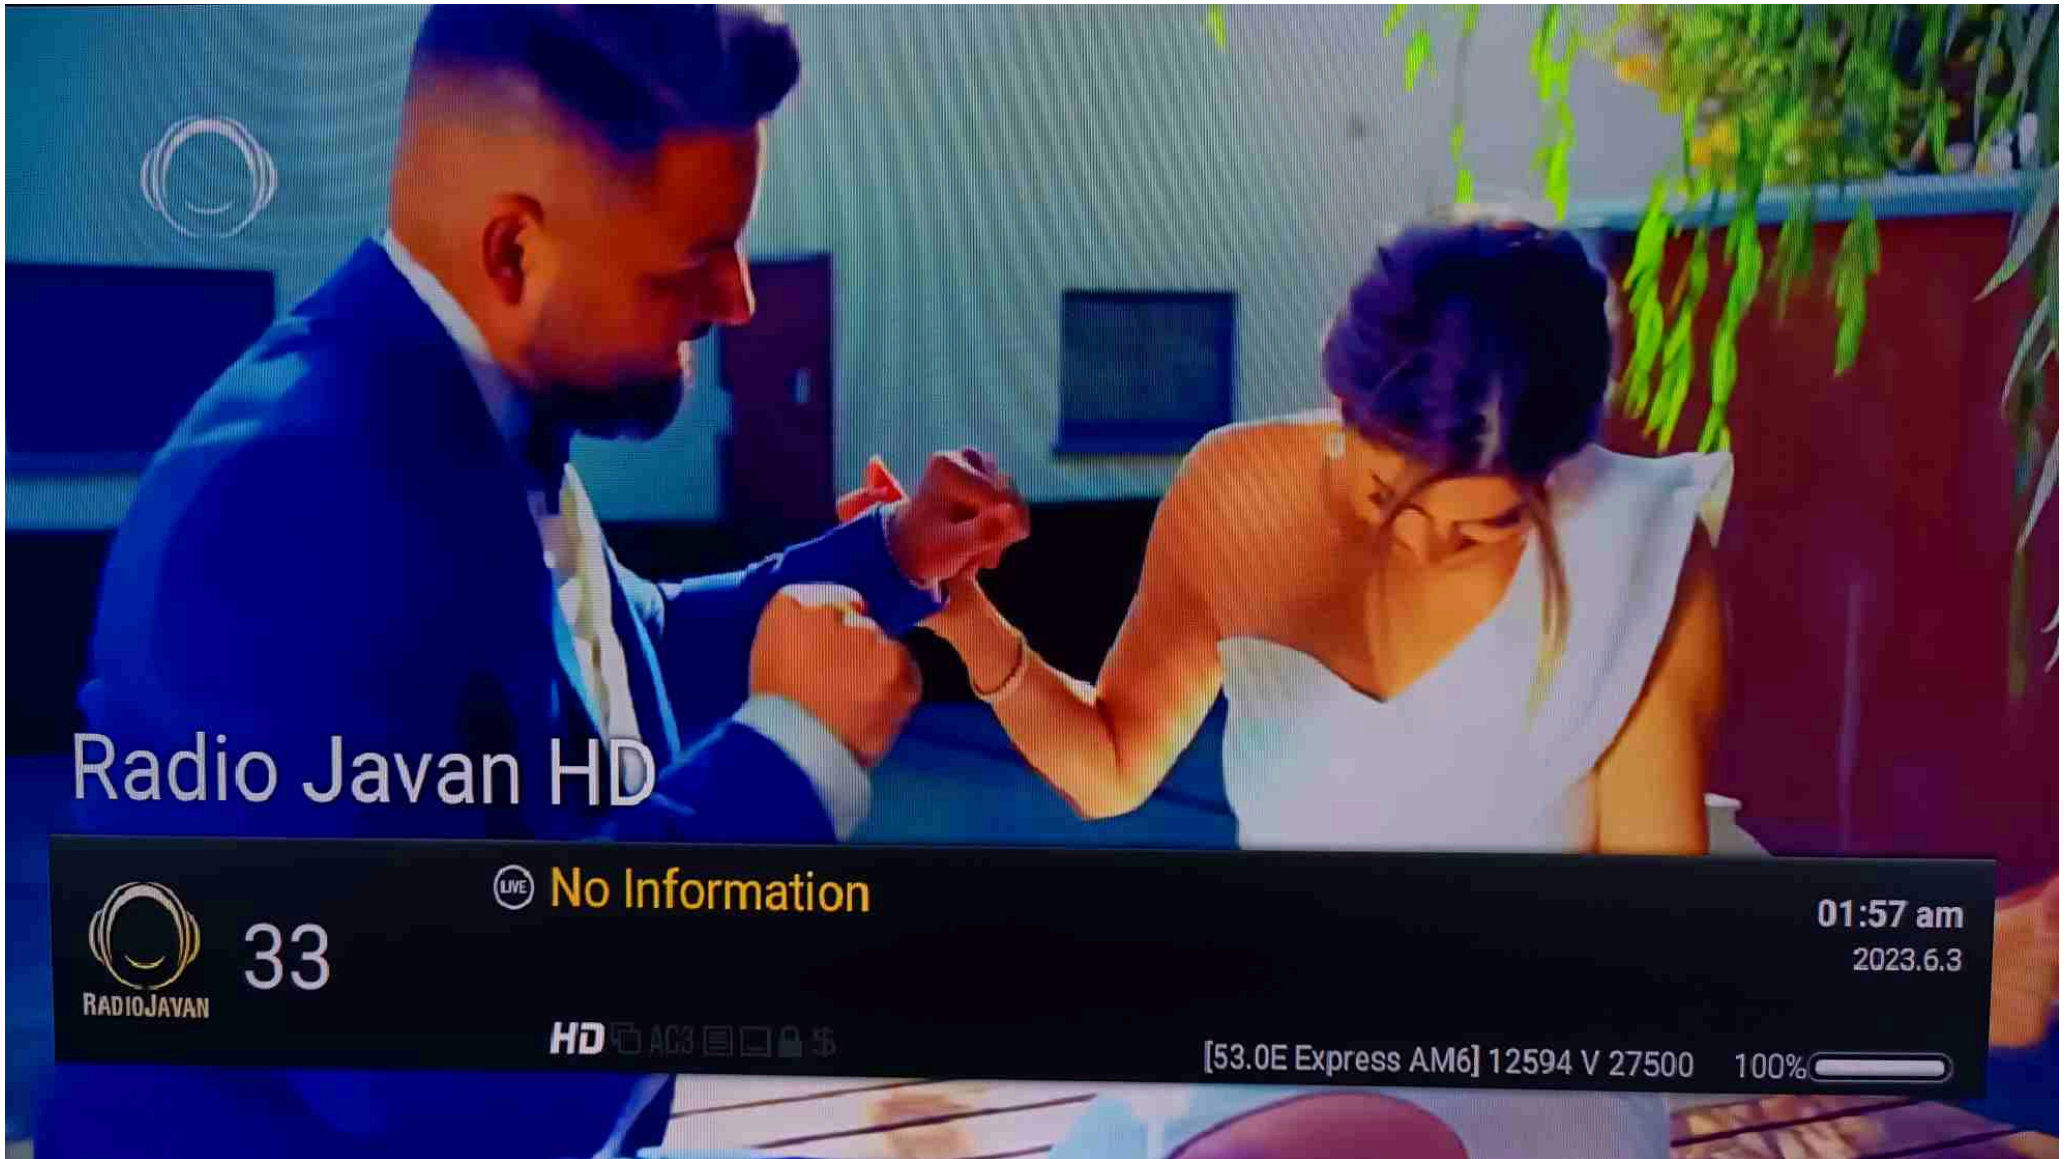 Radio Javan HD
LIVE No Information
01:57 am
33
2023.6.3
RADIOJAVAN
HD AC3 $
[53.0E Express AM6] 12594 V 27500 100%